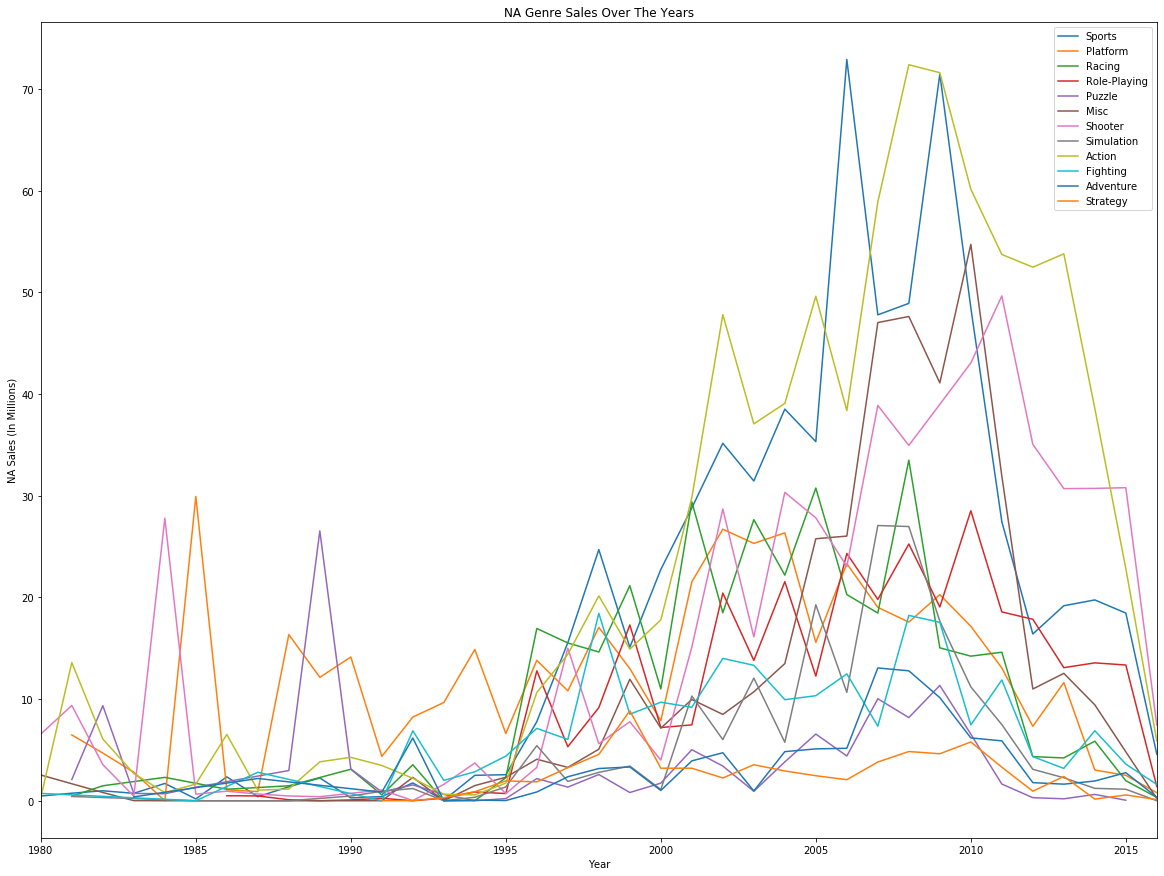 NA Genre Sales Over The Years
Sports
Platform
Racing
Role-Playing
Puzzle
Misc
Shooter
Simulation
Action
Fighting
Adventure
Strategy
NA Sales (In Millions)
70
60
50
40
30
20
10
0
1980 1985 1990 1995 2000 2005 2010 2015
Year